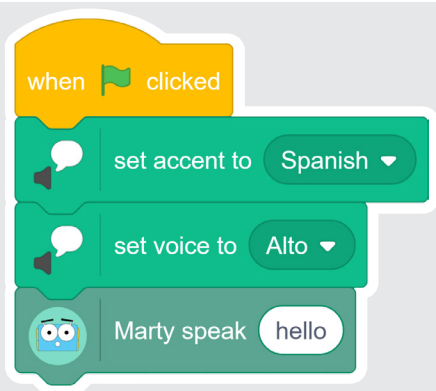 when clicked
set accent to Spanish
set voice to Alto
Marty speak hello